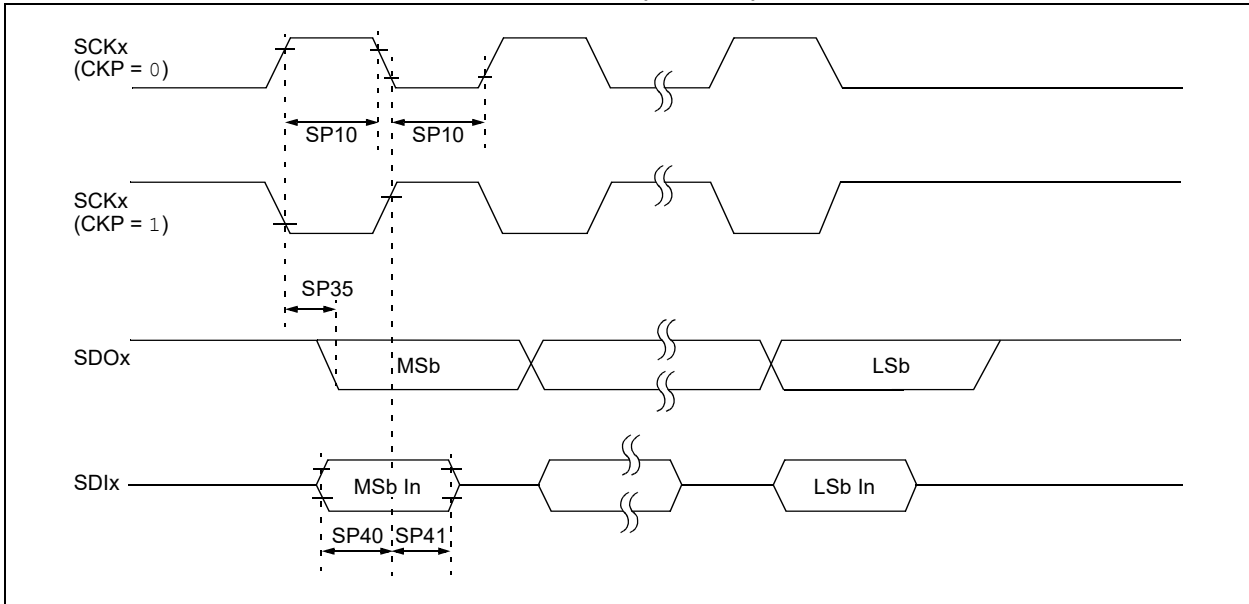 SCKx
(CKP = 0)
SP10
SP10
SCKx
(CKP = 1)
SP35
SDOx
MSb
LSb
SDIx
MSb In
LSb In
SP40
SP41